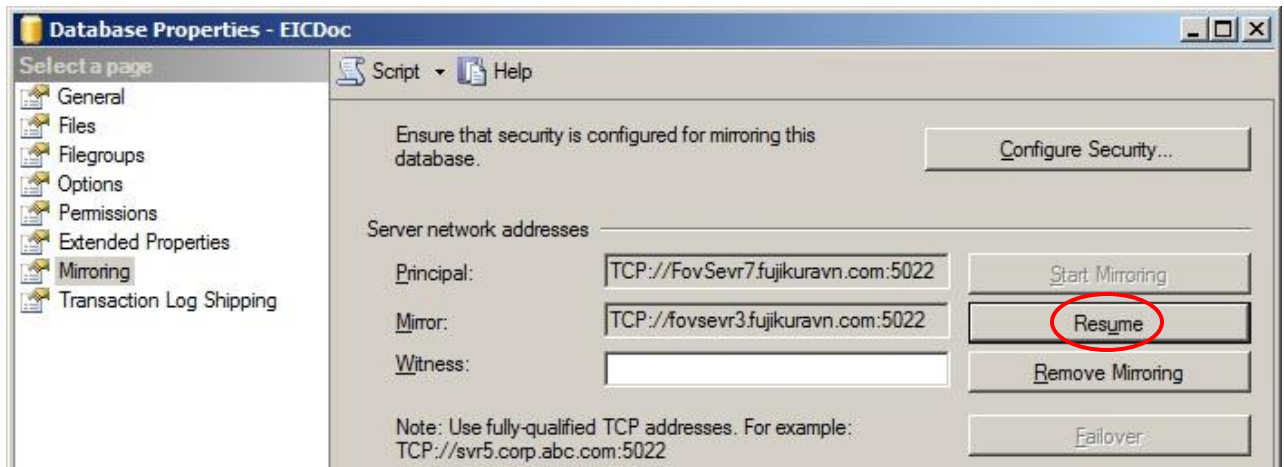 Database Properties - EICDoc
Select a page
General
Files
Filegroups
Options
Permissions
Extended Properties
Mirroring
Transaction Log Shipping
Script Help
Ensure that security is configured for mirroring this
database.
Configure Security...
Server network addresses
Principal: TCP://FovSevr7.fujikuravn.com:5022 Start Mirroring
Mirror: TCP://fovsevr3.fujikuravn.com:5022 Resume
Witness: Remove Mirroring
Note: Use fully-qualified TCP addresses. For example:
TCP://svr5.corp.abc.com:5022
Failover